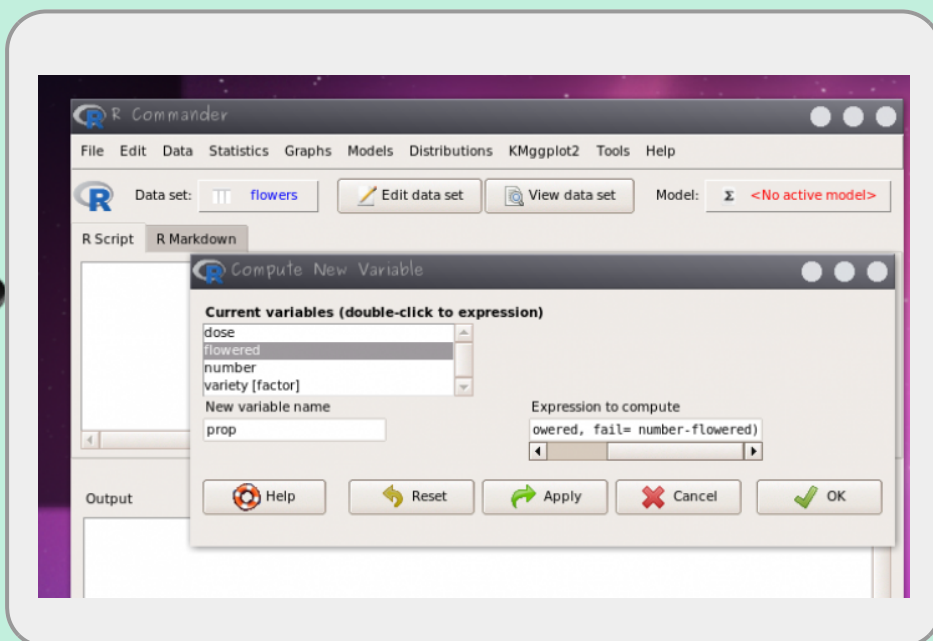 R Commander
File Edit Data Statistics Graphs Models Distributions KMggplot2 Tools Help
Data set: flowers Edit data set View data set Model: Σ <No active model>
R Script R Markdown
Compute New Variable
Current variables (double-click to expression)
dose
flowered
number
variety [factor]
New variable name Expression to compute
prop owered, fail= number-flowered)
Output Help Reset Apply Cancel OK